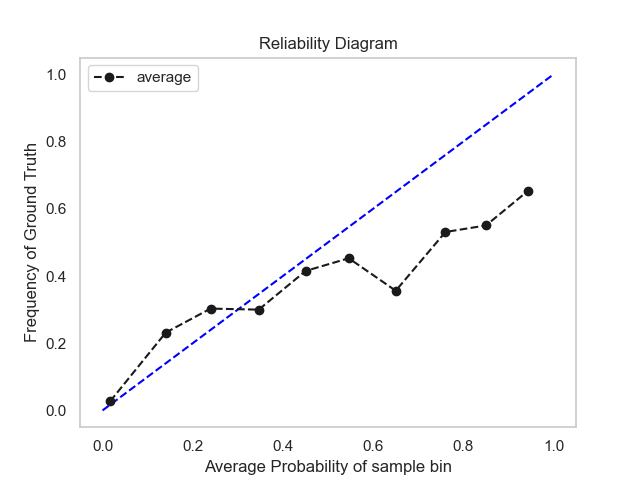 Reliability Diagram
average
Frequency of Ground Truth
1.0
0.8
0.6
0.4
0.2
0.0
0.0 0.2 0.4 0.6 0.8 1.0
Average Probability of sample bin